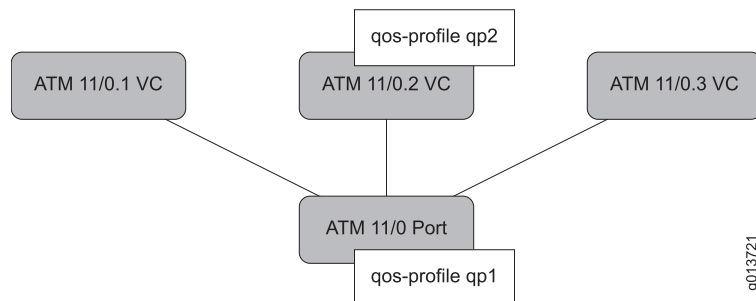 qos-profile qp2
ATM 11/0.1 VC
ATM 11/0.2 VC
ATM 11/0.3 VC
ATM 11/0 Port
qos-profile qp1
g013721